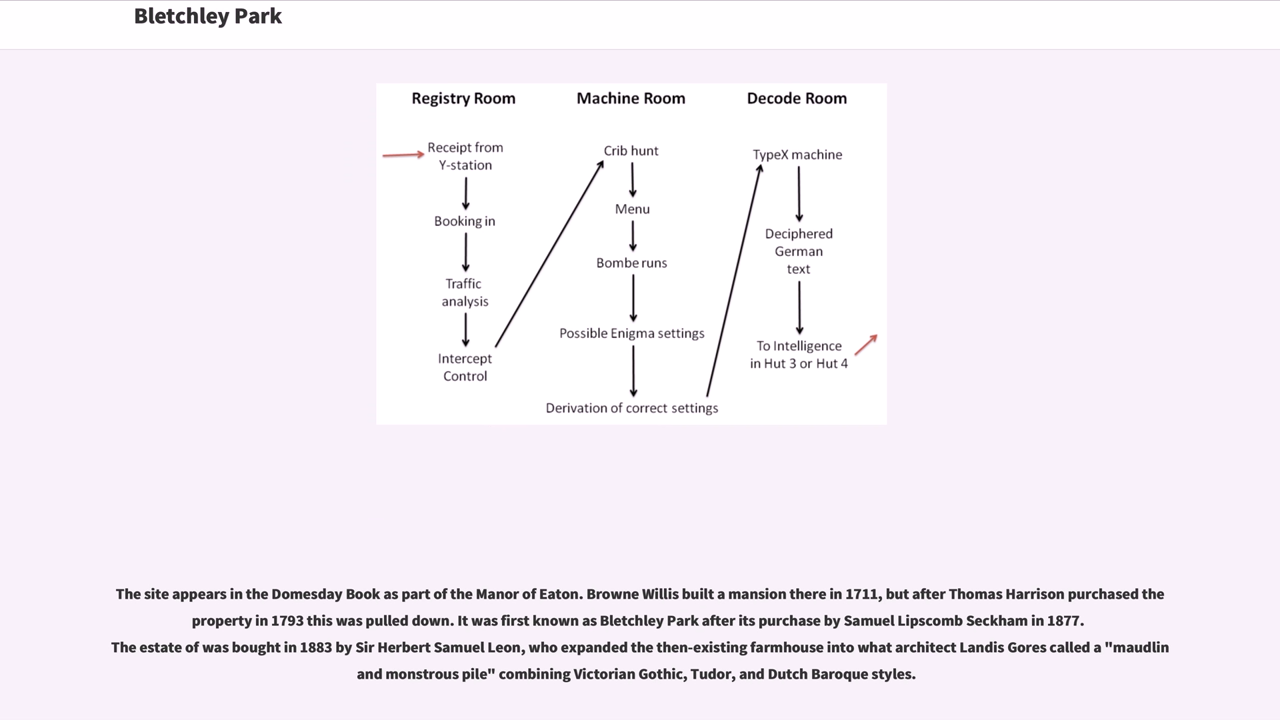 Bletchley Park
Registry Room
Receipt from
Y-station
Booking in
Traffic
analysis
Intercept
Control
Machine Room
Crib hunt
Menu
Bombe runs
Possible Enigma settings
Derivation of correct settings
Decode Room
TypeX machine
Deciphered
German
text
To Intelligence
in Hut 3 or Hut 4
The site appears in the Domesday Book as part of the Manor of Eaton. Browne Willis built a mansion there in 1711, but after Thomas Harrison purchased the
property in 1793 this was pulled down. It was first known as Bletchley Park after its purchase by Samuel Lipscomb Seckham in 1877.
The estate of was bought in 1883 by Sir Herbert Samuel Leon, who expanded the then-existing farmhouse into what architect Landis Gores called a "maudlin
and monstrous pile" combining Victorian Gothic, Tudor, and Dutch Baroque styles.